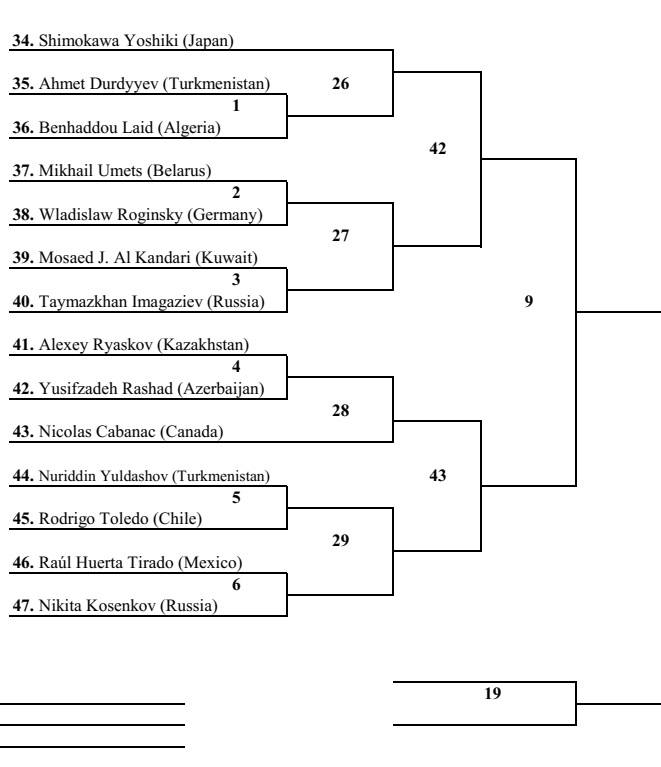 34. Shimokawa Yoshiki (Japan)
35. Ahmet Durdyyev (Turkmenistan)
26
1
36. Benhaddou Laid (Algeria)
42
37. Mikhail Umets (Belarus)
2
38. Wladislaw Roginsky (Germany)
27
39. Mosaed J. Al Kandari (Kuwait)
3
40. Taymazkhan Imagaziev (Russia)
9
41. Alexey Ryaskov (Kazakhstan)
4
42. Yusifzadeh Rashad (Azerbaijan)
28
43. Nicolas Cabanac (Canada)
44. Nuriddin Yuldashov (Turkmenistan)
43
5
45. Rodrigo Toledo (Chile)
29
46. Raúl Huerta Tirado (Mexico)
6
47. Nikita Kosenkov (Russia)
19